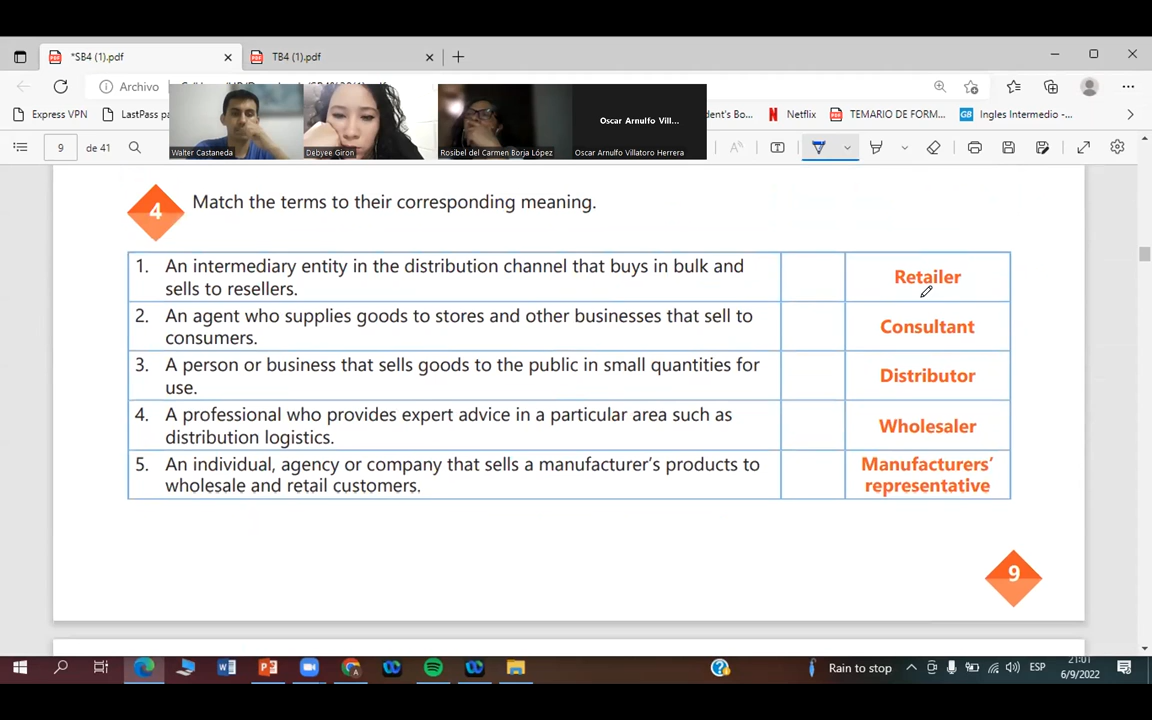 *SB4 (1).pdf
TB4 (1).pdf
Archivo
Express VPN
LastPass pa
Walter Castaneda
Debyee Giron
Rosibel del Carmen Borja López
Oscar Arnulfo Vill...
Oscar Arnulfo Villatoro Herrera
ent's Bo...
Netflix
TEMARIO DE FORM...
Ingles Intermedio -...
9
de 41
4
Match the terms to their corresponding meaning.
1. An intermediary entity in the distribution channel that buys in bulk and
sells to resellers.
Retailer
2. An agent who supplies goods to stores and other businesses that sell to
consumers.
Consultant
3. A person or business that sells goods to the public in small quantities for
use.
Distributor
4. A professional who provides expert advice in a particular area such as
distribution logistics.
Wholesaler
5. An individual, agency or company that sells a manufacturer's products to
wholesale and retail customers.
Manufacturers'
representative
9
Rain to stop
ESP
21:01
6/9/2022